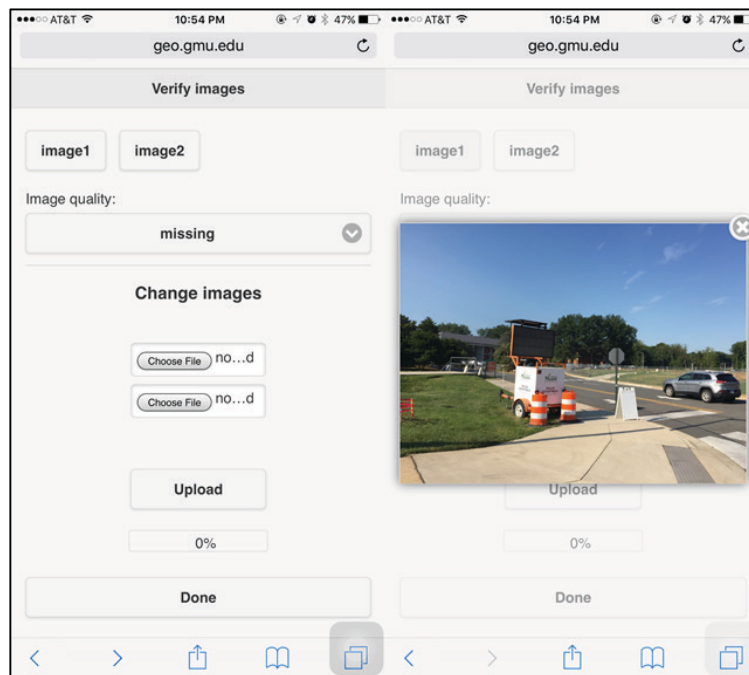 AT&T 10:54 PM 47%
geo.gmu.edu
Verify images
image1 image2
Image quality:
missing
Change images
Choose File no...d
Choose File no...d
Upload
0%
Done
AT&T 10:54 PM 47%
geo.gmu.edu
Verify images
image1 image2
Image quality:
Upload
0%
Done